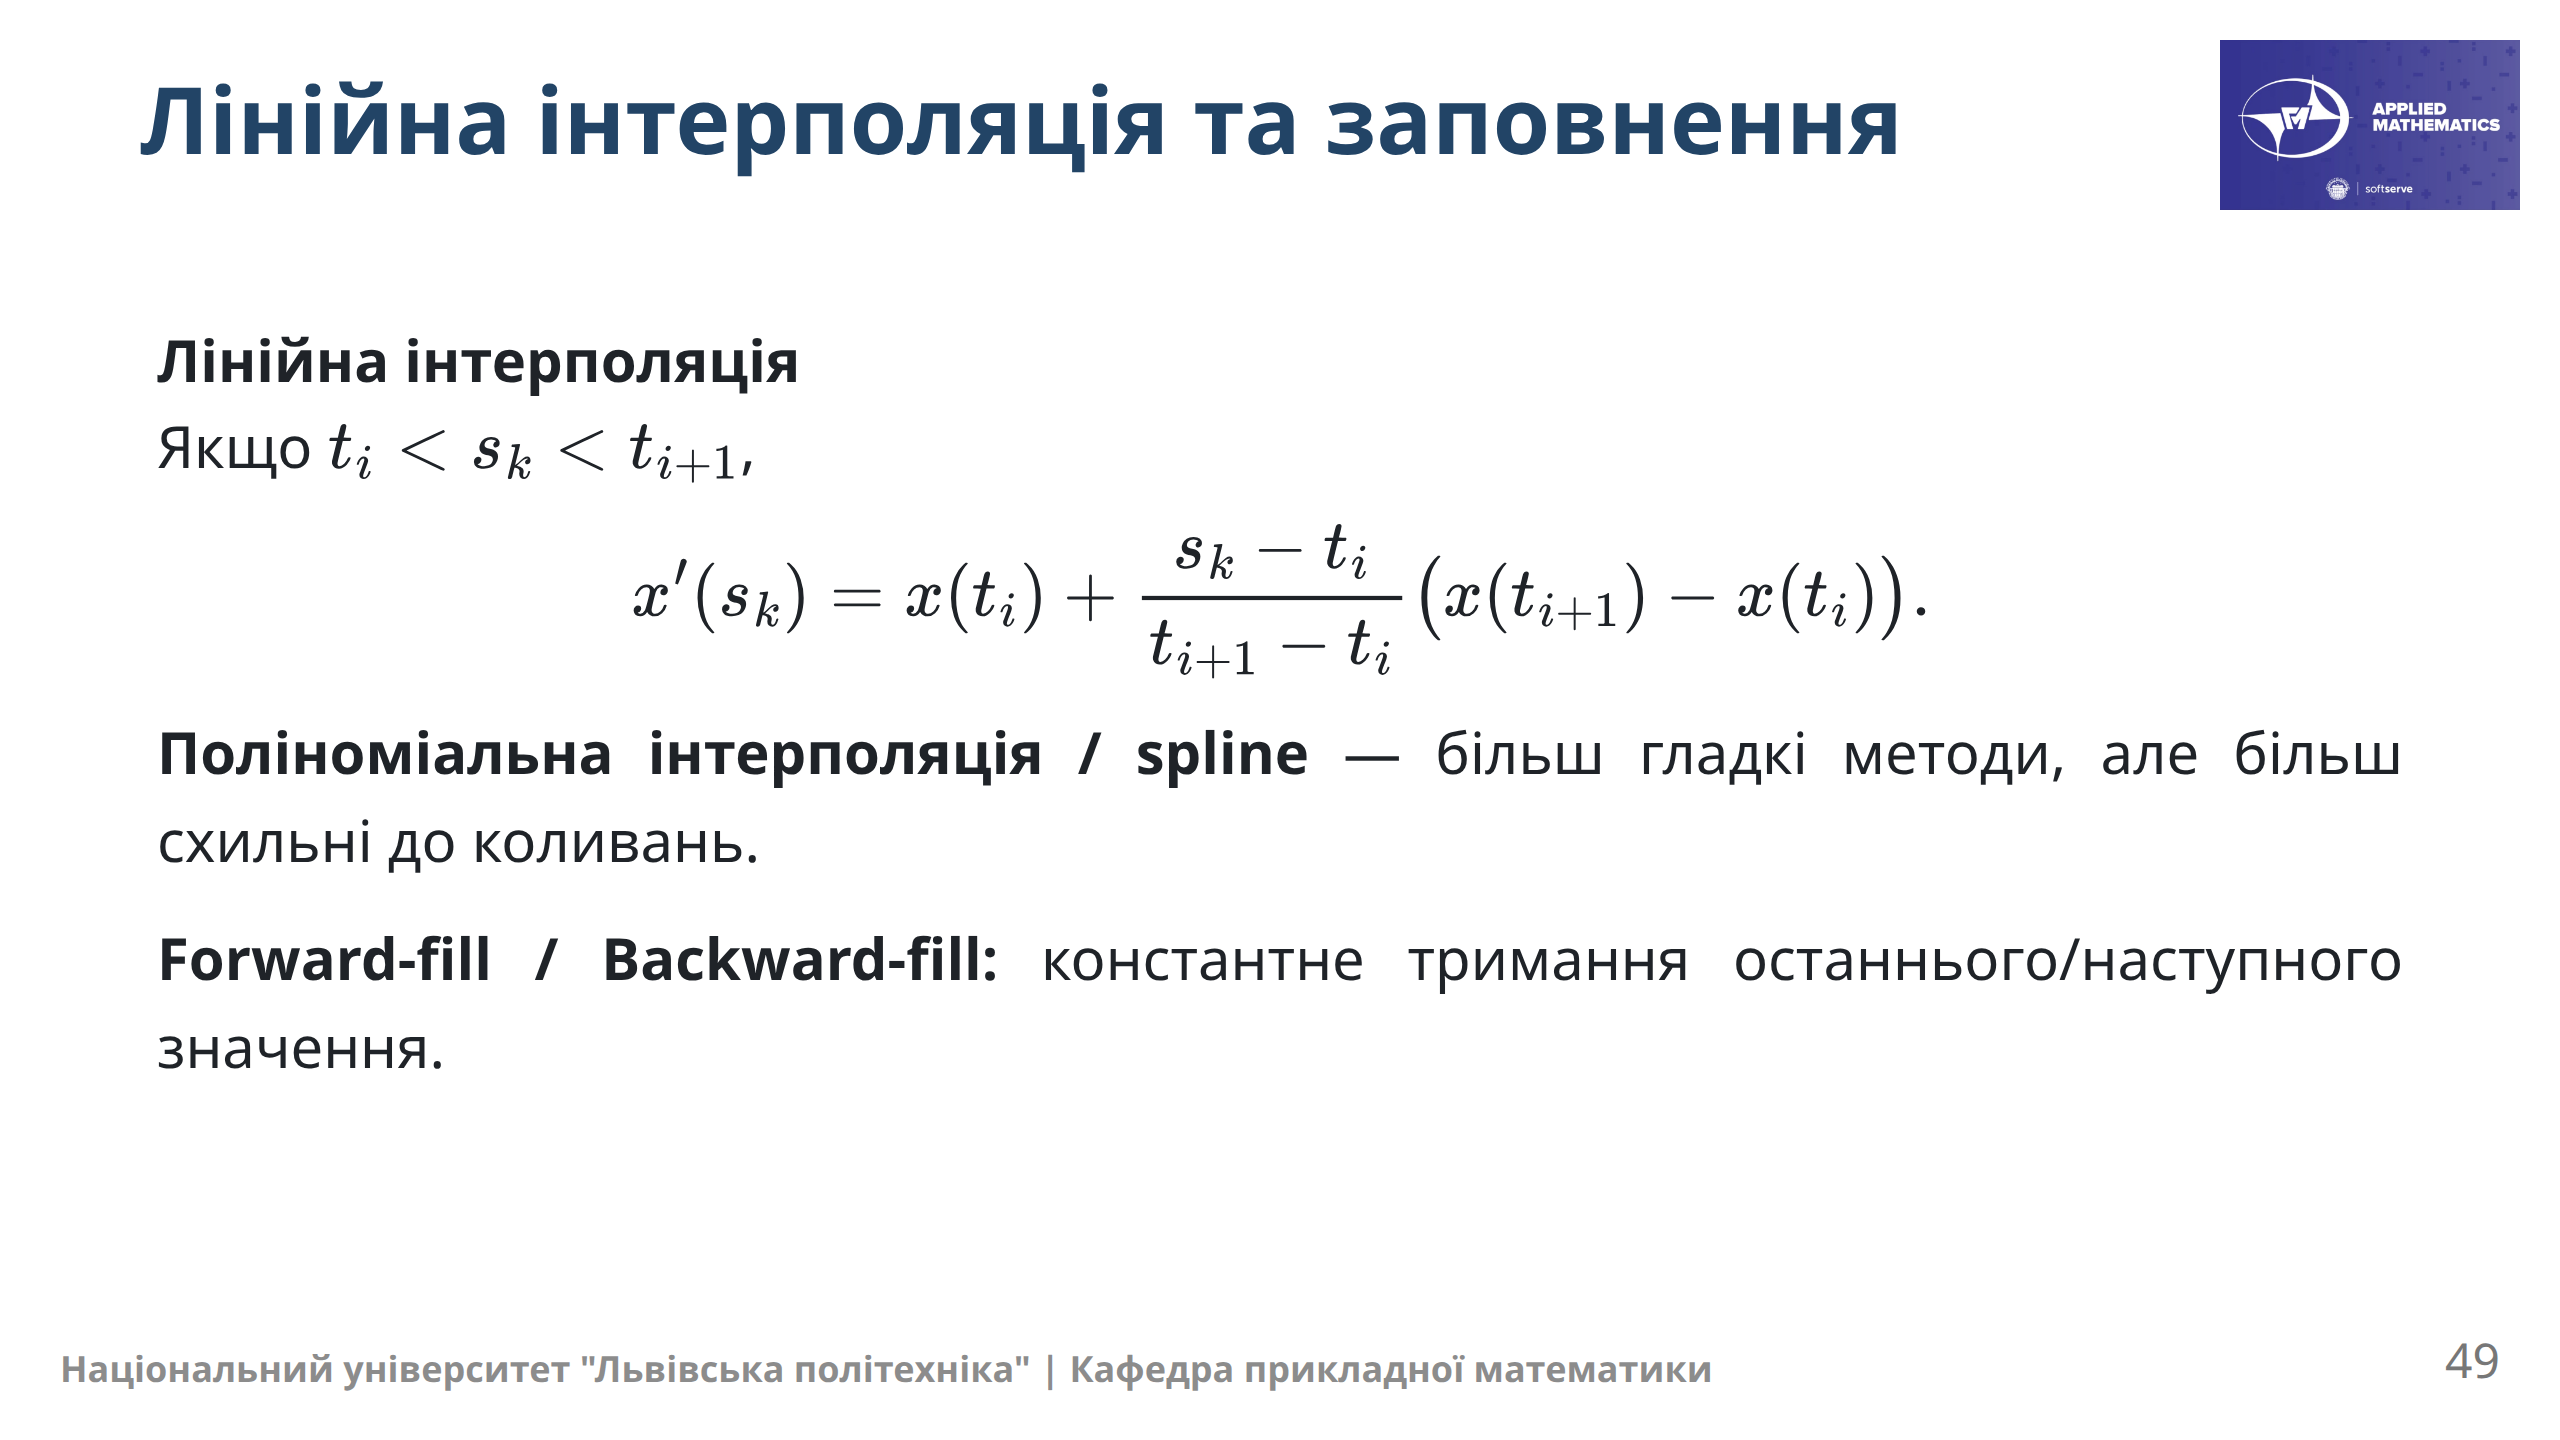 Лінійна інтерполяція та заповнення
APPLIED
MATHEMATICS
softserve
Лінійна інтерполяція
Якщо $t_i < s_k < t_{i+1}$,
$x'(s_k) = x(t_i) + \frac{s_k - t_i}{t_{i+1} - t_i}\big(x(t_{i+1}) - x(t_i)\big).$
Поліноміальна інтерполяція / spline — більш гладкі методи, але більш
схильні до коливань.
Forward-fill / Backward-fill: константне тримання останнього/наступного
значення.
Національний університет "Львівська політехніка" | Кафедра прикладної математики
49